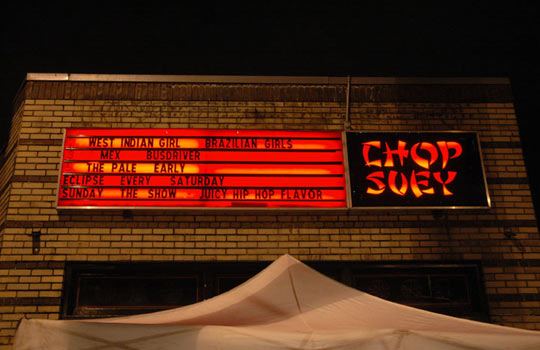 WEST INDIAN GIRL BRAZILIAN GIRLS
MEX BUSDRIVER
THE PALE EARLY
ECLIPSE EVERY SATURDAY
SUNDAY THE SHOW JUICY HIP HOP FLAVOR
CHOP
SUEY